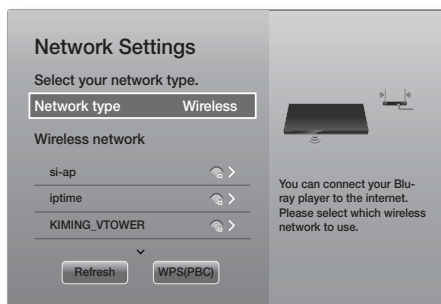 Network Settings
Select your network type.
Network type Wireless
Wireless network
si-ap
iptime
KIMING_VTOWER
Refresh WPS(PBC)
You can connect your Blu-
ray player to the internet.
Please select which wireless
network to use.